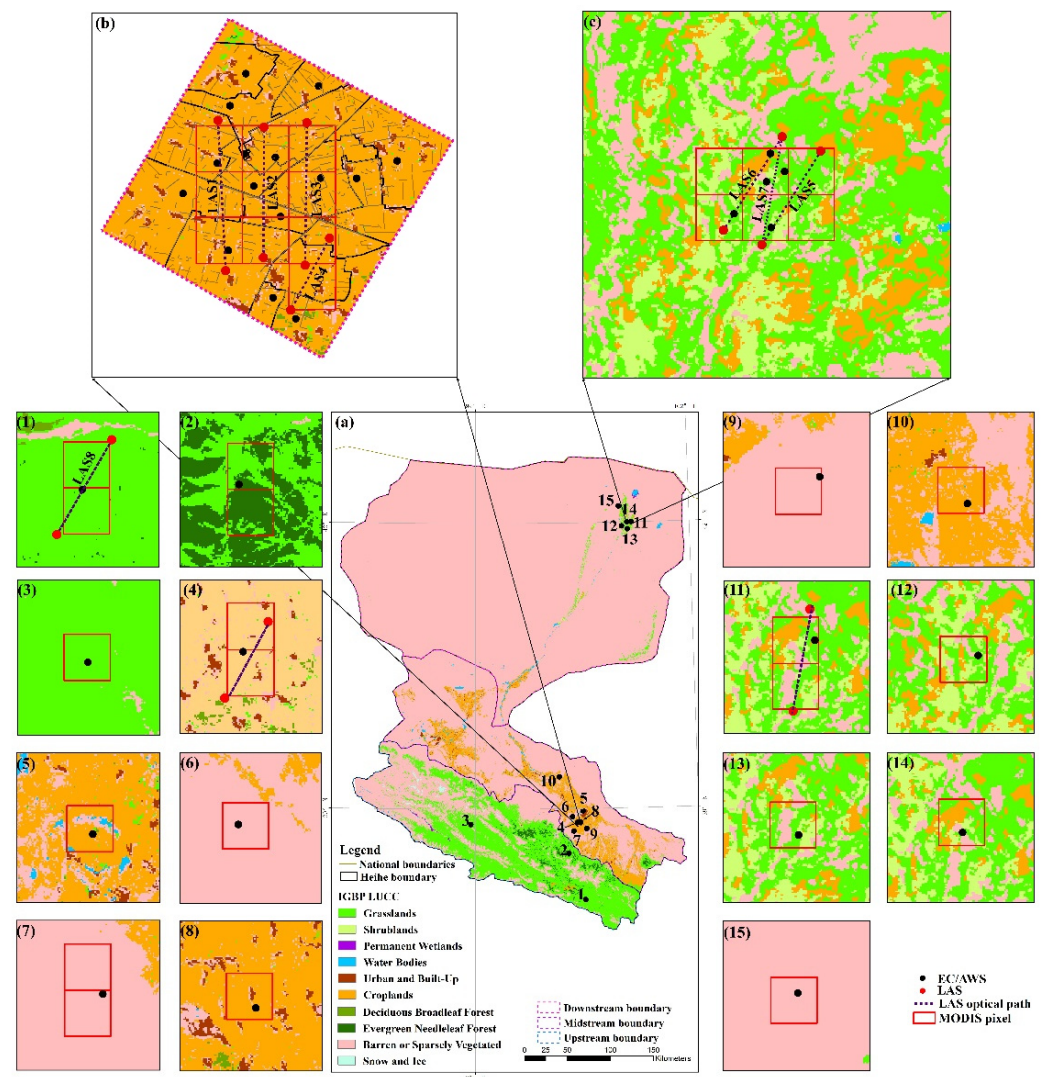 (b)
LAS1
LAS2
LAS3
LAS4
(c)
LAS6
LAS7
LAS5
(1)
LAS8
(2)
(3)
(4)
(5)
(6)
(7)
(8)
(a)
15
14
12
11
13
10
5
6
8
3
4
9
7
2
1
Legend
National boundaries
Heihe boundary
IGBP LUCC
Grasslands
Shrublands
Permanent Wetlands
Water Bodies
Urban and Built-Up
Croplands
Deciduous Broadleaf Forest
Evergreen Needleleaf Forest
Barren or Sparsely Vegetated
Snow and Ice
Downstream boundary
Midstream boundary
Upstream boundary
0 25 50 100 150
Kilometers
(9)
(10)
(11)
(12)
(13)
(14)
(15)
EC/AWS
LAS
LAS optical path
MODIS pixel